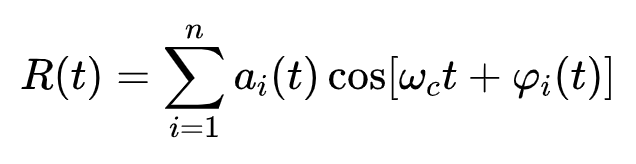 R(t) = \sum_{i=1}^{n} a_i(t) \cos[\omega_c t + \varphi_i(t)]